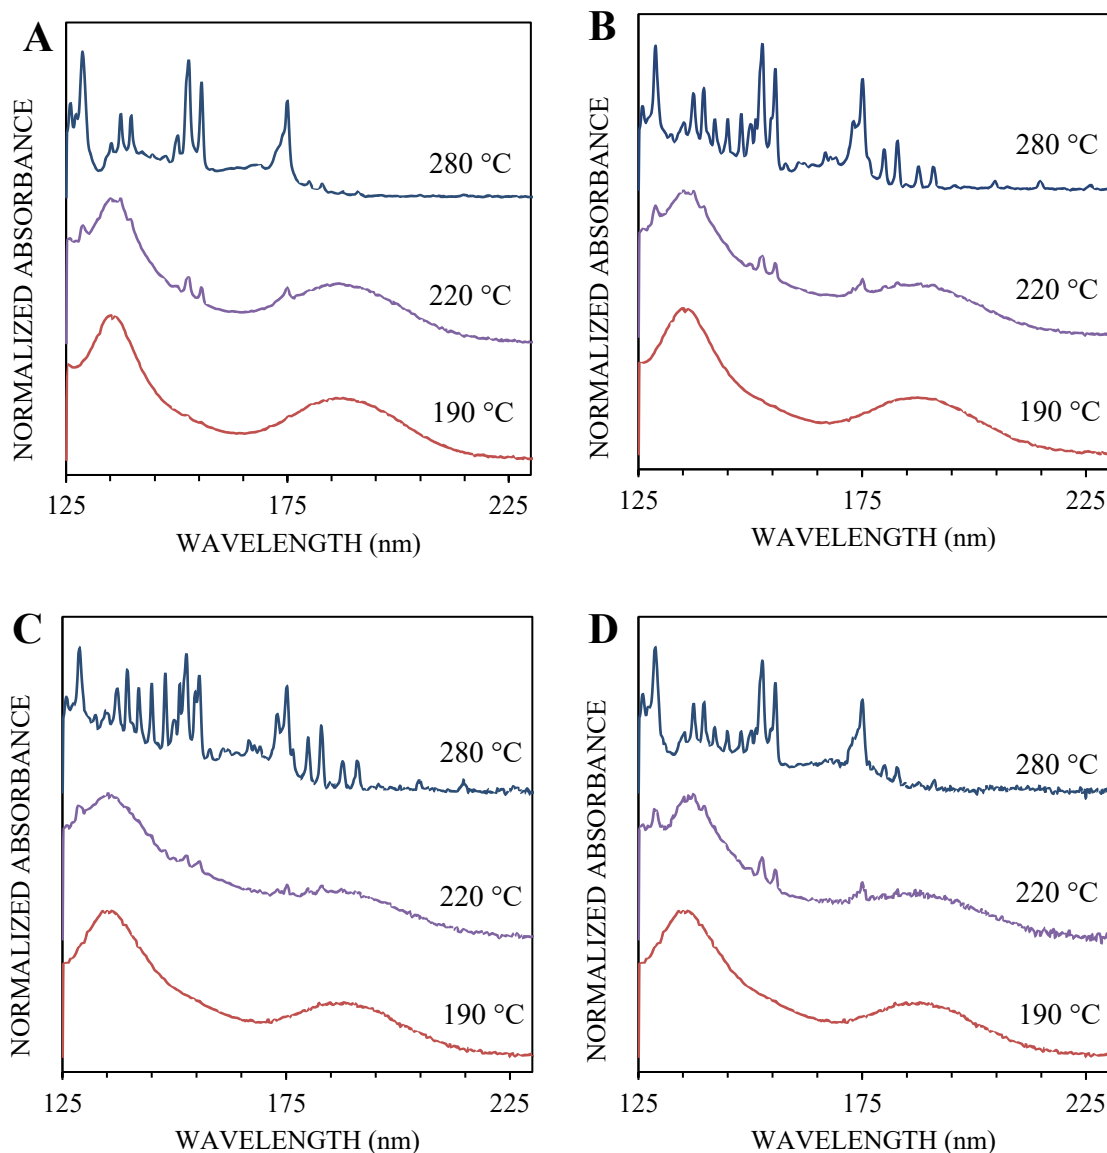 A
NORMALIZED ABSORBANCE
280 °C
220 °C
190 °C
125
175
225
WAVELENGTH (nm)
B
NORMALIZED ABSORBANCE
280 °C
220 °C
190 °C
125
175
225
WAVELENGTH (nm)
C
NORMALIZED ABSORBANCE
280 °C
220 °C
190 °C
125
175
225
WAVELENGTH (nm)
D
NORMALIZED ABSORBANCE
280 °C
220 °C
190 °C
125
175
225
WAVELENGTH (nm)